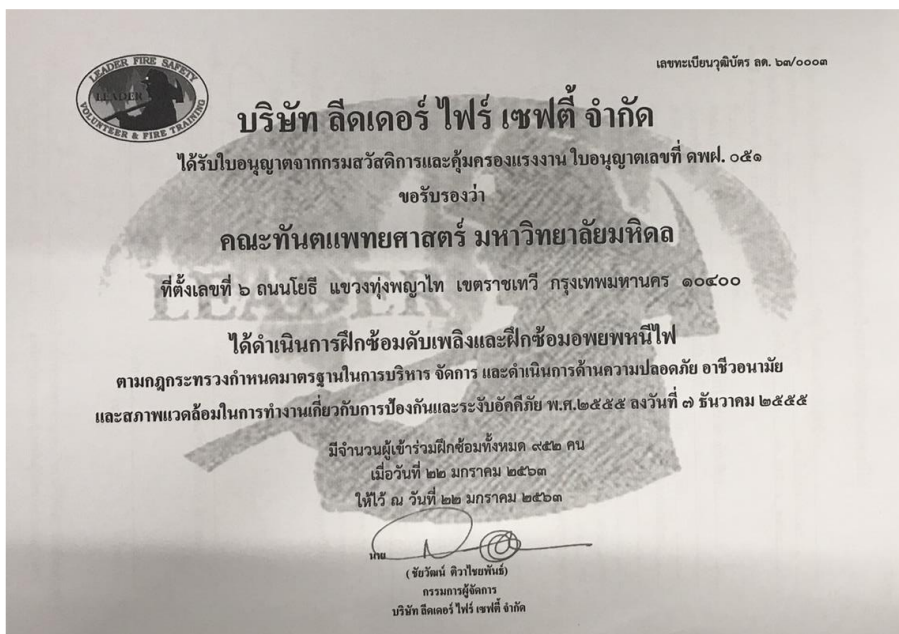 LEADER FIRE SAFETY
LEADER
VOLUNTEER & FIRE TRAINING
เลขทะเบียนวุฒิบัตร ลด. ๖๓/๐๐๐๓
บริษัท ลีดเดอร์ ไฟร์ เซฟตี้ จำกัด
ได้รับใบอนุญาตจากกรมสวัสดิการและคุ้มครองแรงงาน ใบอนุญาตเลขที่ ดพฝ. ๐๕๑
ขอรับรองว่า
คณะทันตแพทยศาสตร์ มหาวิทยาลัยมหิดล
LEADER
ที่ตั้งเลขที่ ๖ ถนนโยธี แขวงทุ่งพญาไท เขตราชเทวี กรุงเทพมหานคร ๑๐๔๐๐
ได้ดำเนินการฝึกซ้อมดับเพลิงและฝึกซ้อมอพยพหนีไฟ
ตามกฎกระทรวงกำหนดมาตรฐานในการบริหาร จัดการ และดำเนินการด้านความปลอดภัย อาชีวอนามัย
และสภาพแวดล้อมในการทำงานเกี่ยวกับการป้องกันและระงับอัคคีภัย พ.ศ.๒๕๕๕ ลงวันที่ ๗ ธันวาคม ๒๕๕๕
มีจำนวนผู้เข้าร่วมฝึกซ้อมทั้งหมด ๙๕๒ คน
เมื่อวันที่ ๒๒ มกราคม ๒๕๖๓
ให้ไว้ ณ วันที่ ๒๒ มกราคม ๒๕๖๓
นาย
(ชัยวัฒน์ ทิวาไชยพันธ์)
กรรมการผู้จัดการ
บริษัท ลีดเดอร์ ไฟร์ เซฟตี้ จำกัด